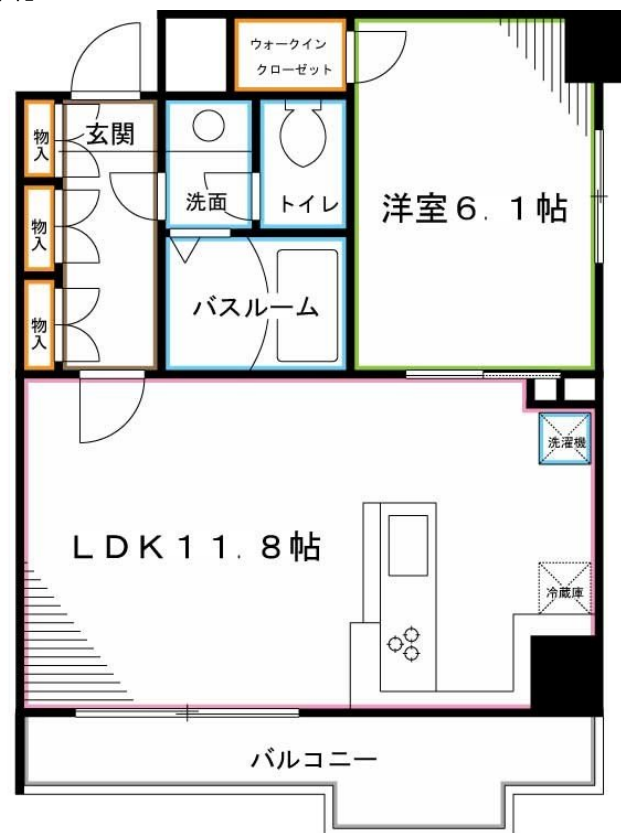 ウォークイン
クローゼット
物入
玄関
洗面
トイレ
洋室6.1帖
物入
バスルーム
物入
洗濯機
LDK11.8帖
冷蔵庫
バルコニー